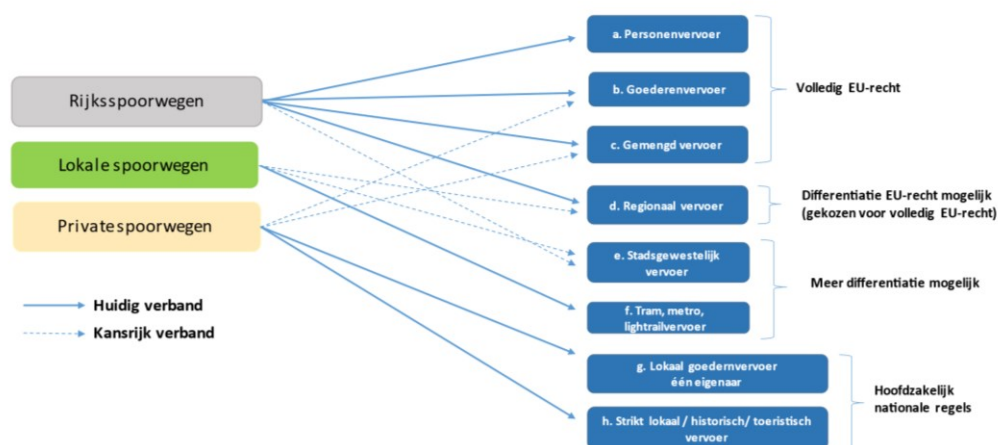 Rijksspoorwegen
Lokale spoorwegen
Private spoorwegen
Huidig verband
Kansrijk verband
a. Personenvervoer
b. Goederenvervoer
c. Gemengd vervoer
d. Regionaal vervoer
e. Stadsgewestelijk
vervoer
f. Tram, metro,
lightrailvervoer
g. Lokaal goedernvervoer
één eigenaar
h. Strikt lokaal / historisch/ toeristisch
vervoer
Volledig EU-recht
Differentiatie EU-recht mogelijk
(gekozen voor volledig EU-recht)
Meer differentiatie mogelijk
Hoofdzakelijk
nationale regels